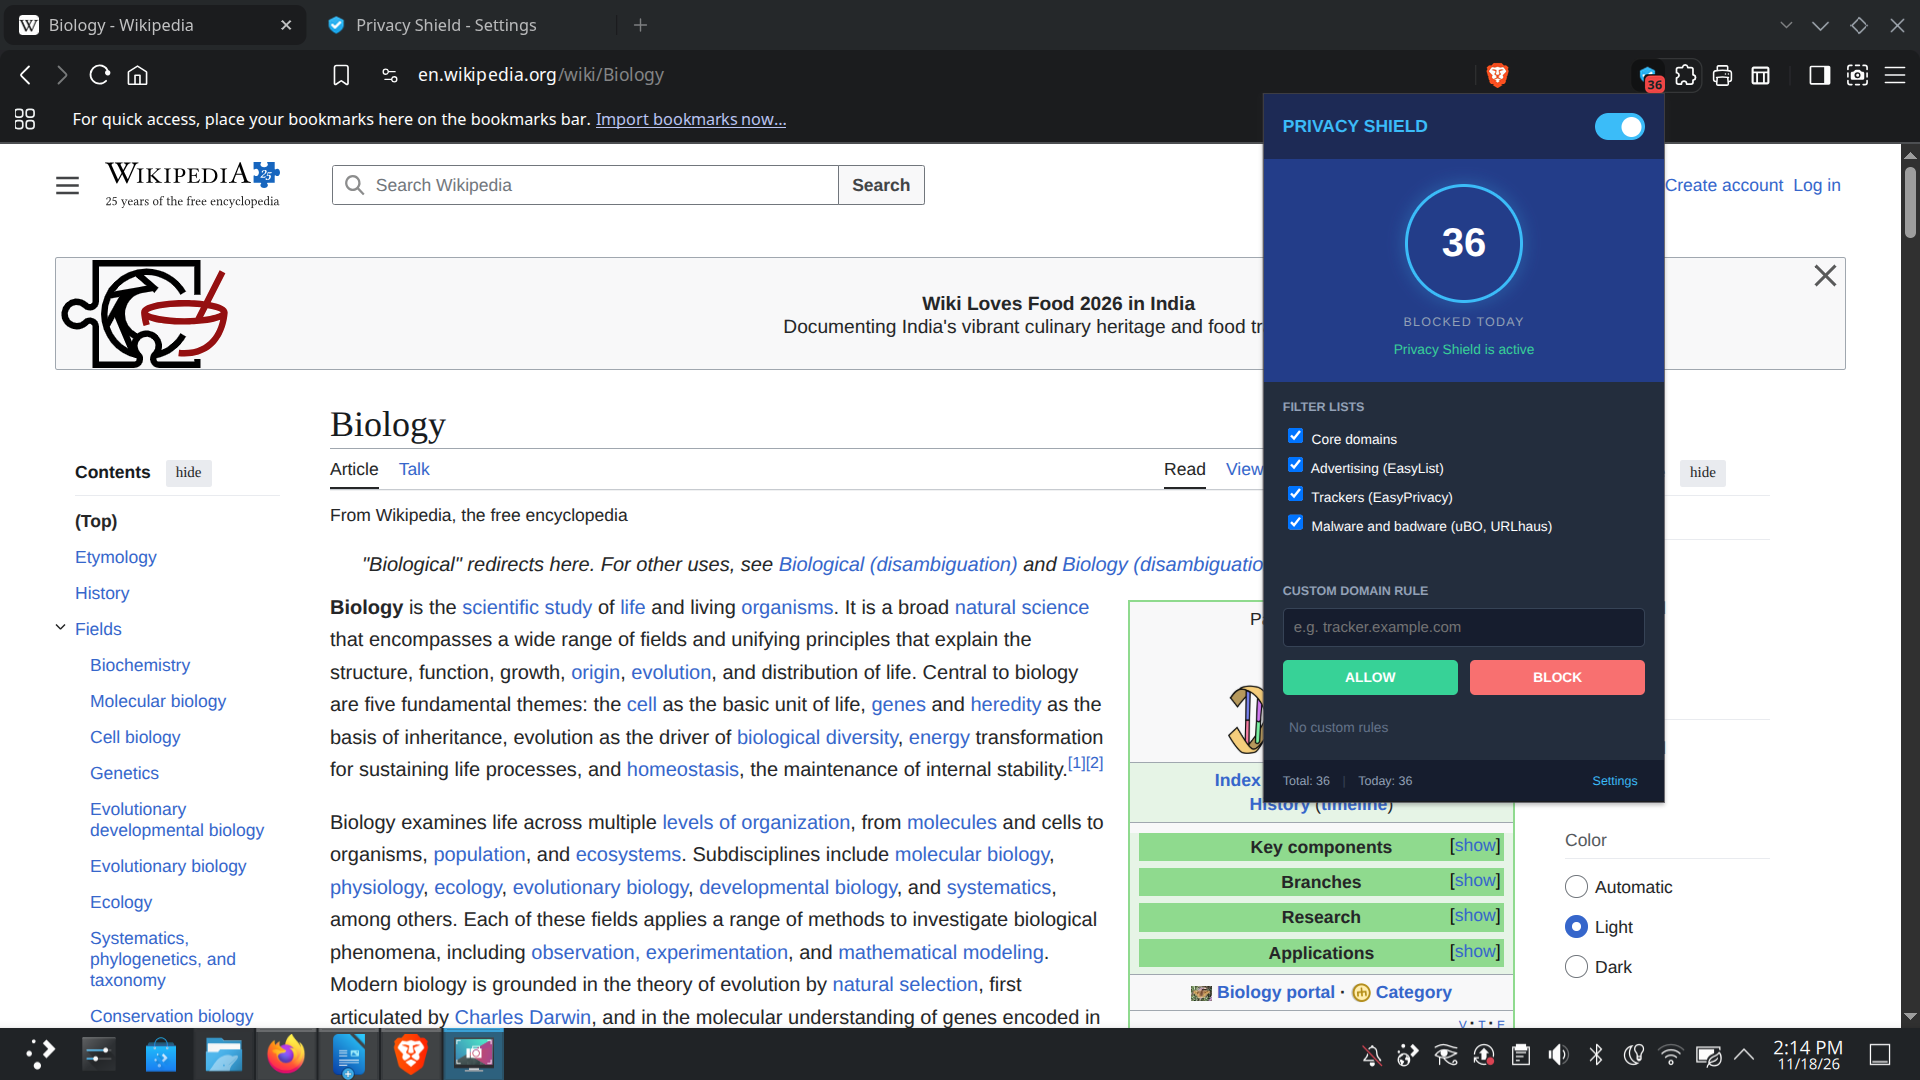 Biology - Wikipedia
Privacy Shield - Settings
en.wikipedia.org/wiki/Biology
36
For quick access, place your bookmarks here on the bookmarks bar. Import bookmarks now...
WIKIPEDIA 25
25 years of the free encyclopedia
Search Wikipedia
Search
Create account Log in
Wiki Loves Food 2026 in India
Documenting India's vibrant culinary heritage and food tr
PRIVACY SHIELD
36
BLOCKED TODAY
Privacy Shield is active
FILTER LISTS
Core domains
Advertising (EasyList)
Trackers (EasyPrivacy)
Malware and badware (uBO, URLhaus)
CUSTOM DOMAIN RULE
e.g. tracker.example.com
ALLOW BLOCK
No custom rules
Total: 36 | Today: 36 Settings
Contents hide
(Top)
Etymology
History
Fields
Biochemistry
Molecular biology
Cell biology
Genetics
Evolutionary
developmental biology
Evolutionary biology
Ecology
Systematics,
phylogenetics, and
taxonomy
Conservation biology
Biology
Article Talk
Read View
From Wikipedia, the free encyclopedia
"Biological" redirects here. For other uses, see Biological (disambiguation) and Biology (disambiguatio
Biology is the scientific study of life and living organisms. It is a broad natural science
that encompasses a wide range of fields and unifying principles that explain the
structure, function, growth, origin, evolution, and distribution of life. Central to biology
are five fundamental themes: the cell as the basic unit of life, genes and heredity as the
basis of inheritance, evolution as the driver of biological diversity, energy transformation
for sustaining life processes, and homeostasis, the maintenance of internal stability.[1][2]
Biology examines life across multiple levels of organization, from molecules and cells to
organisms, population, and ecosystems. Subdisciplines include molecular biology,
physiology, ecology, evolutionary biology, developmental biology, and systematics,
among others. Each of these fields applies a range of methods to investigate biological
phenomena, including observation, experimentation, and mathematical modeling.
Modern biology is grounded in the theory of evolution by natural selection, first
articulated by Charles Darwin, and in the molecular understanding of genes encoded in
Index
History (timeline)
Key components [show]
Branches [show]
Research [show]
Applications [show]
Biology portal · Category
V · T · E
hide
Color
Automatic
Light
Dark
2:14 PM
11/18/26